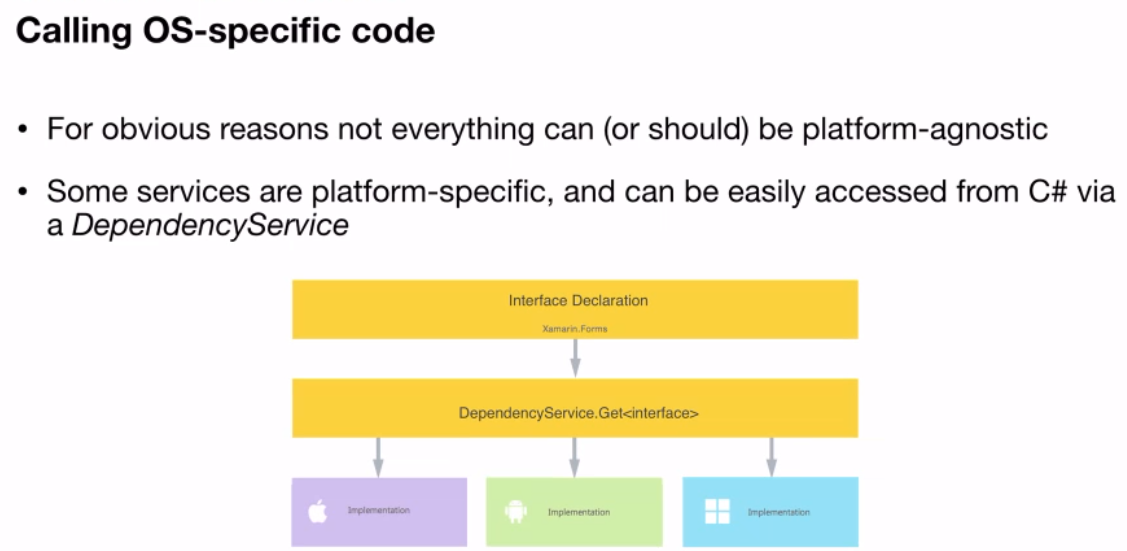 Calling OS-specific code
• For obvious reasons not everything can (or should) be platform-agnostic
• Some services are platform-specific, and can be easily accessed from C# via
a DependencyService
Interface Declaration
Xamarin.Forms
DependencyService.Get<interface>
Implementation
Implementation
Implementation